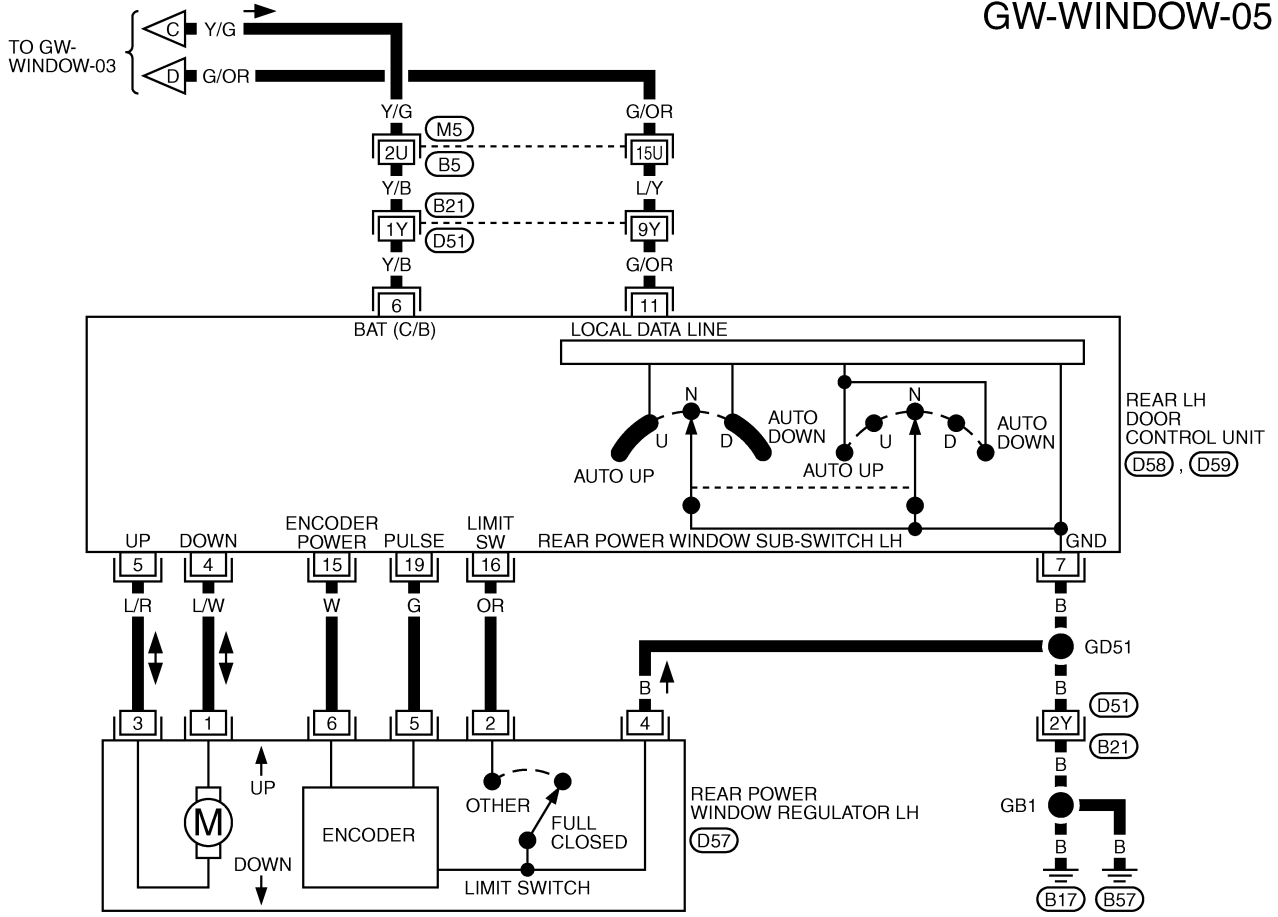 GW-WINDOW-05
TO GW-
WINDOW-03
C
Y/G
D
G/OR
Y/G
G/OR
M5
2U
15U
B5
Y/B
L/Y
B21
1Y
9Y
D51
Y/B
G/OR
6
11
BAT (C/B)
LOCAL DATA LINE
N
N
U
D
AUTO
DOWN
U
D
AUTO
DOWN
AUTO UP
AUTO UP
REAR LH
DOOR
CONTROL UNIT
D58 , D59
UP
DOWN
ENCODER
POWER
PULSE
LIMIT
SW
REAR POWER WINDOW SUB-SWITCH LH
GND
5
4
15
19
16
7
L/R
L/W
W
G
OR
B
GD51
B
B
D51
3
1
6
5
2
4
2Y
B21
B
UP
M
DOWN
ENCODER
OTHER
FULL
CLOSED
LIMIT SWITCH
REAR POWER
WINDOW REGULATOR LH
D57
GB1
B
B
B17
B57